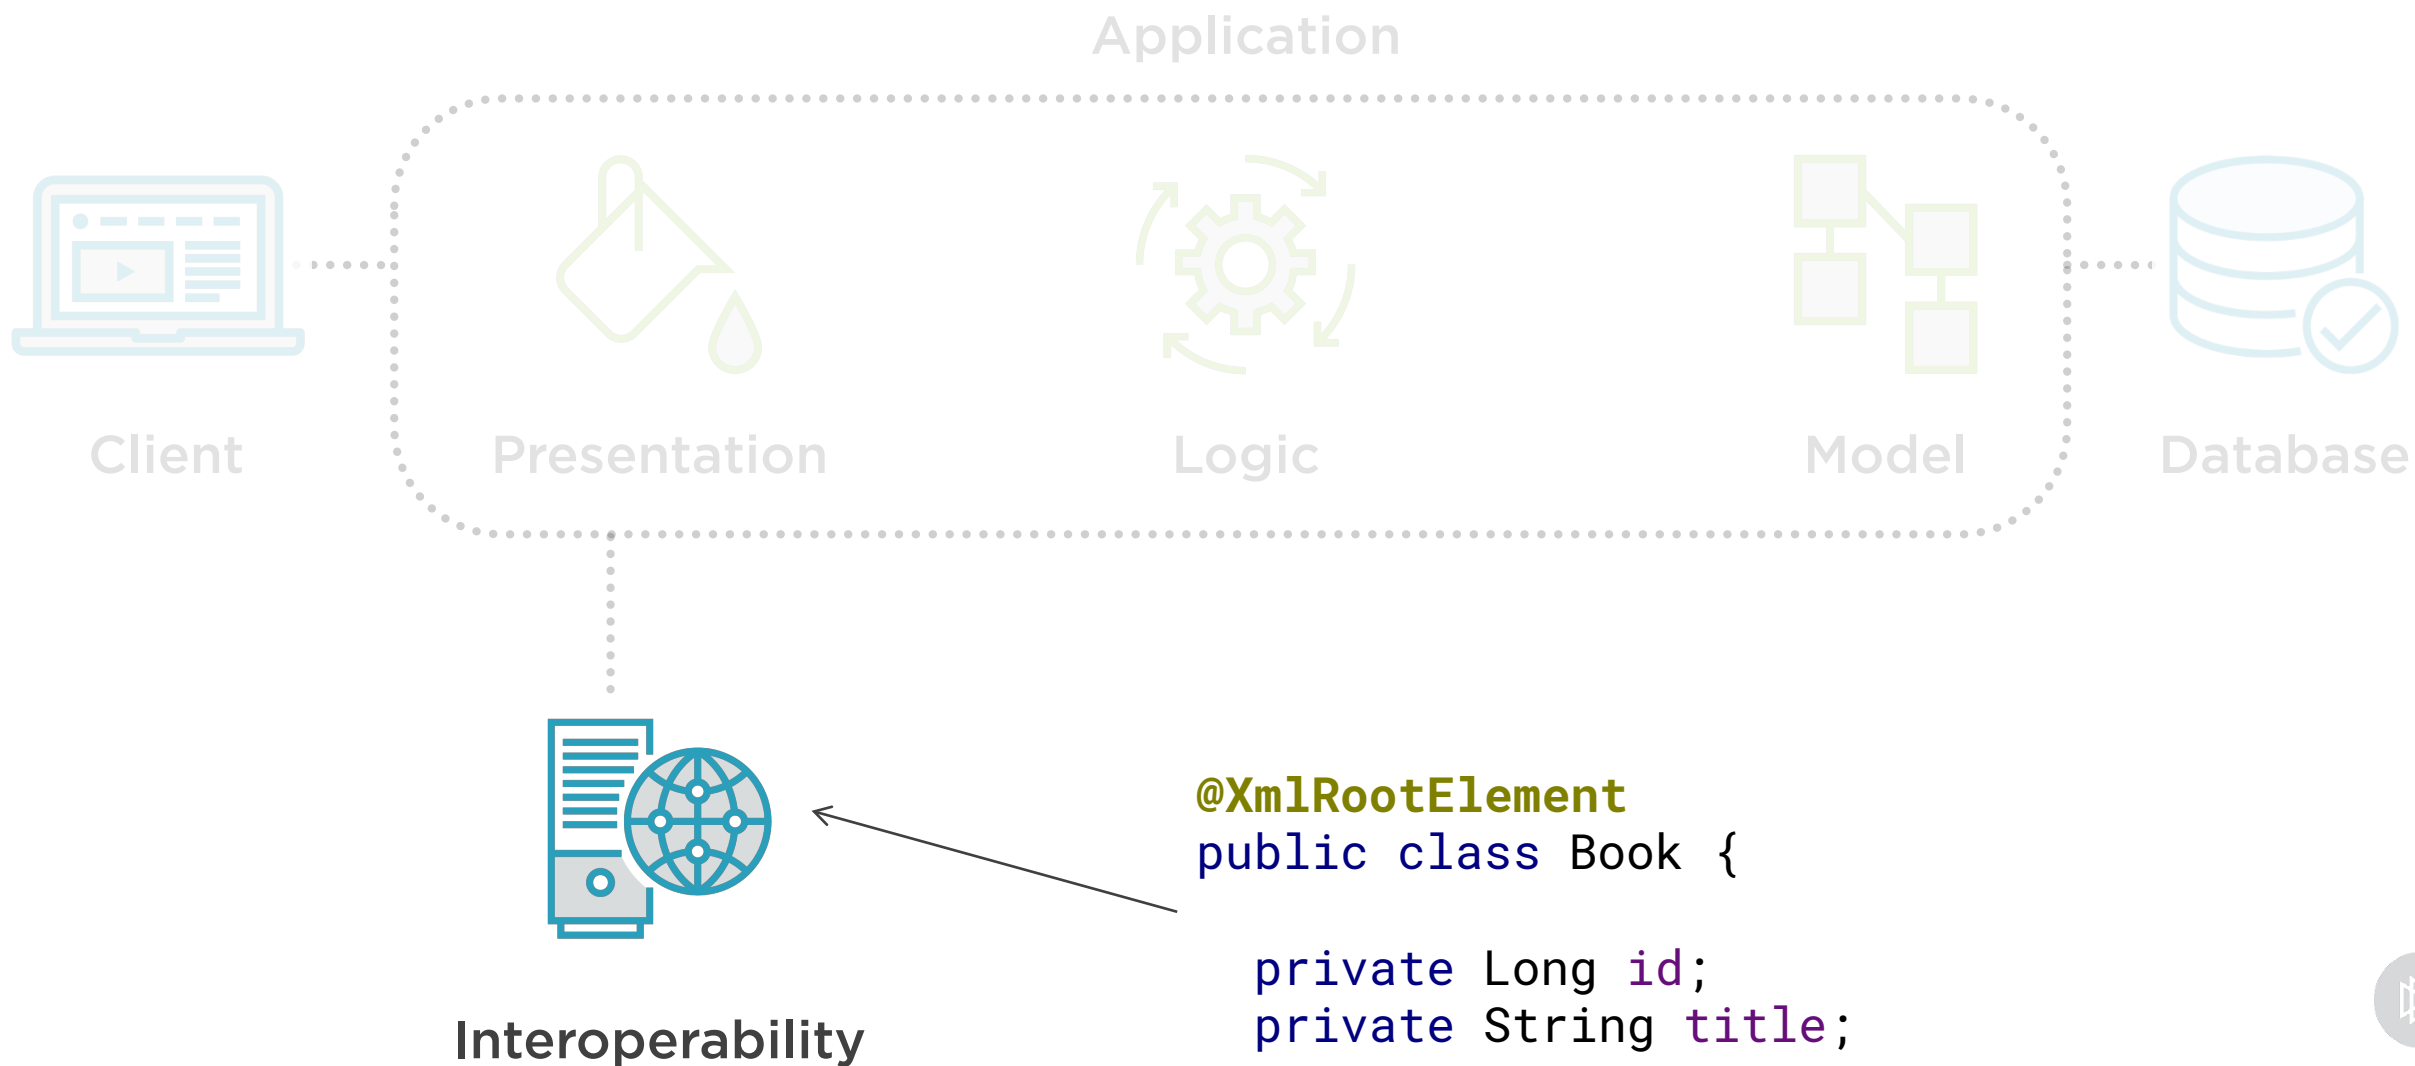 Application
Client
Presentation
Logic
Model
Database
Interoperability
@XmlRootElement
public class Book {
private Long id;
private String title;